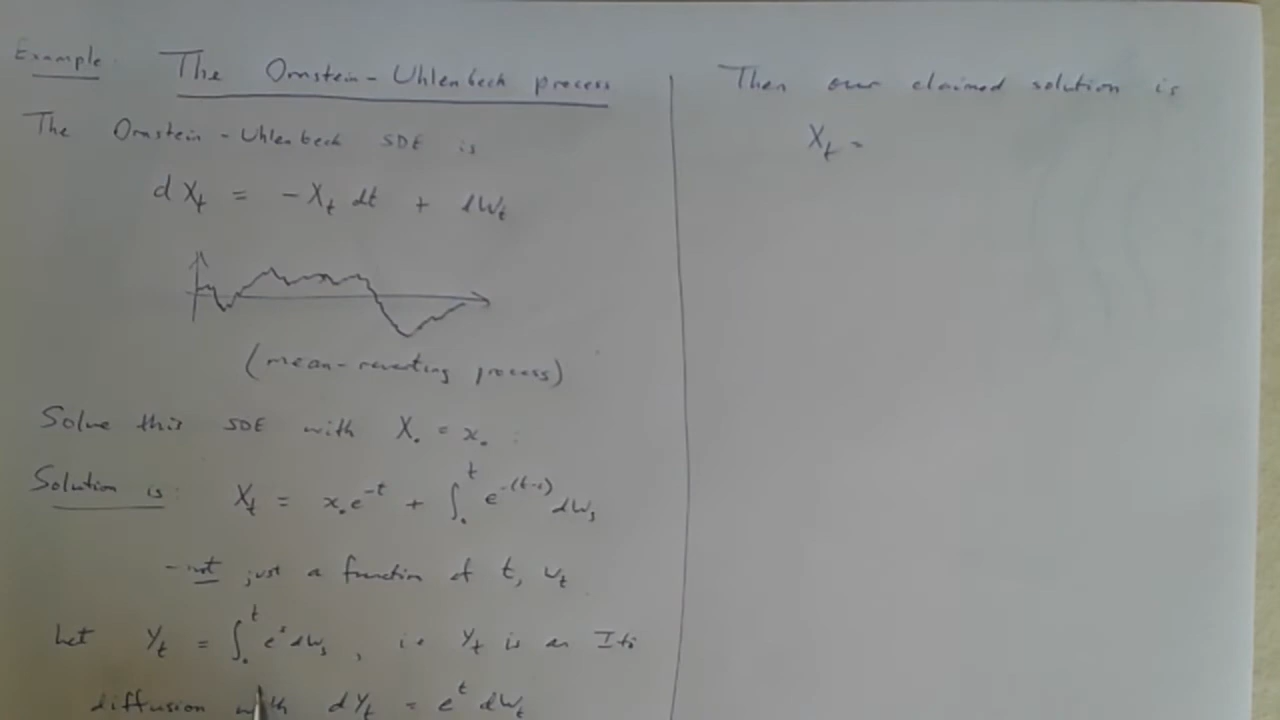 Example: The Ornstein-Uhlenbeck process
The Ornstein-Uhlenbeck SDE is
dX_t = -X_t dt + dW_t
(mean-reverting process)
Solve this SDE with X_0 = x_0 :
Solution is: X_t = x_0 e^{-t} + ∫_0^t e^{-(t-s)} dW_s
- not just a function of t, W_t
Let Y_t = ∫_0^t e^s dW_s, i.e Y_t is an Ito
diffusion with dY_t = e^t dW_t
Then our claimed solution is
X_t =